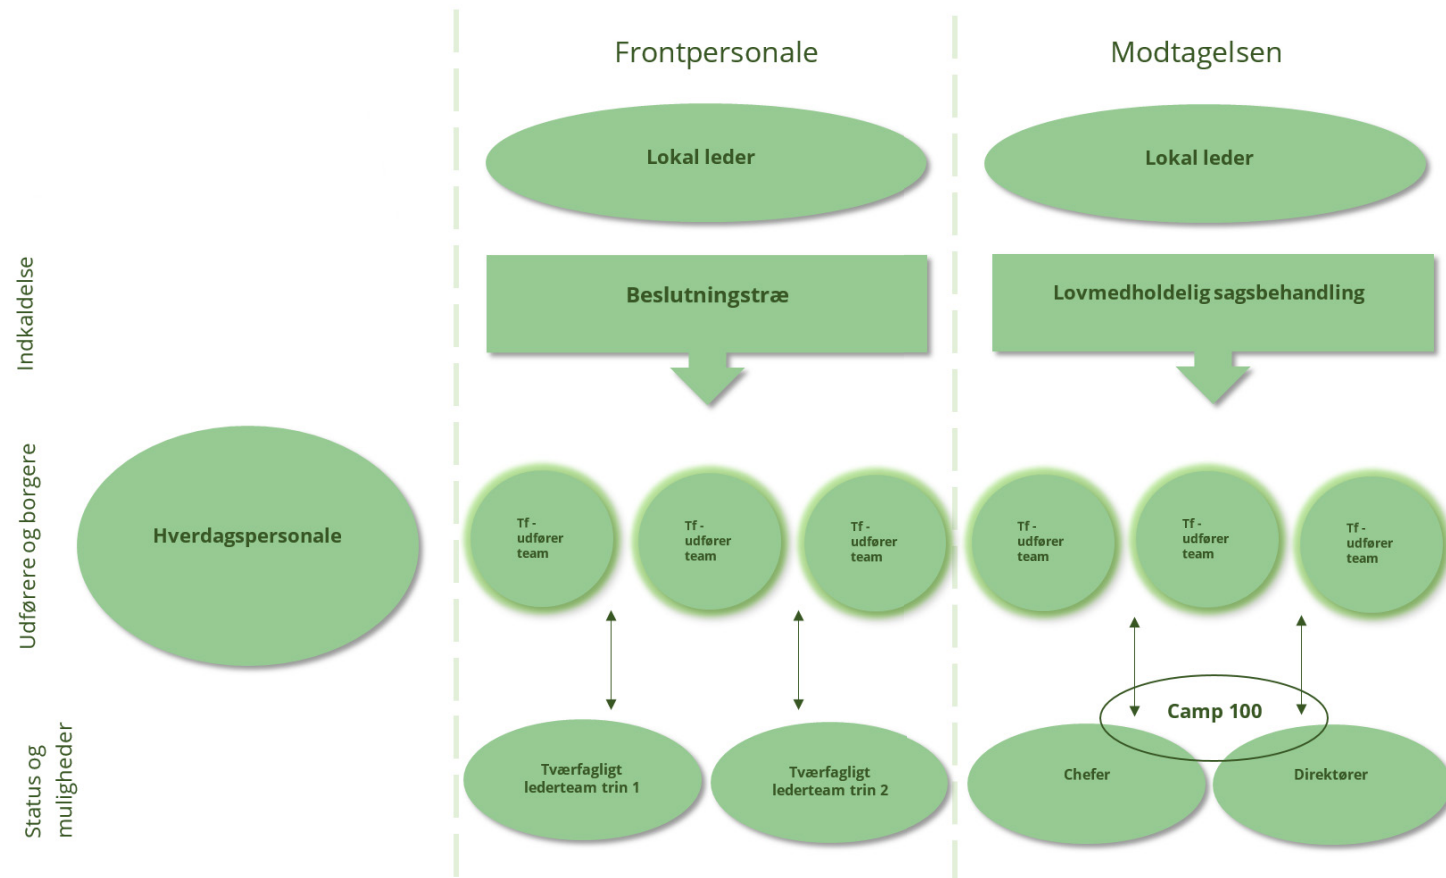 Frontpersonale
Modtagelsen
Lokal leder
Lokal leder
Indkaldelse
Beslutningstræ
Lovmedholdelig sagsbehandling
Udførere og borgere
Hverdagspersonale
Tf -
udfører
team
Tf -
udfører
team
Tf -
udfører
team
Tf -
udfører
team
Tf -
udfører
team
Tf -
udfører
team
Status og
muligheder
Tværfagligt
lederteam trin 1
Tværfagligt
lederteam trin 2
Camp 100
Chefer
Direktører